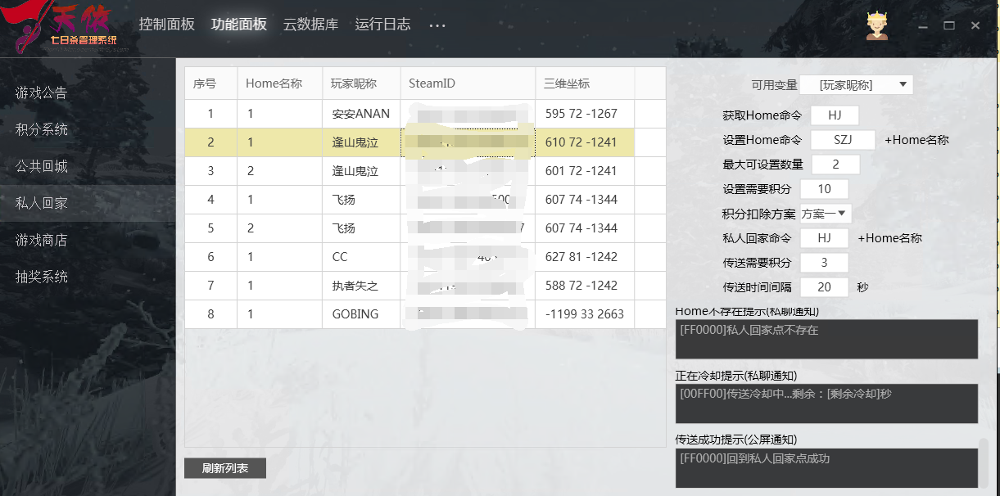 天攸
七日杀管理系统
控制面板 功能面板 云数据库 运行日志 ...
游戏公告
积分系统
公共回城
私人回家
游戏商店
抽奖系统
序号 Home名称 玩家昵称 SteamID 三维坐标
1 1 安安ANAN 595 72 -1267
2 1 逢山鬼泣 610 72 -1241
3 2 逢山鬼泣 601 72 -1241
4 1 飞扬 607 74 -1344
5 2 飞扬 607 74 -1344
6 1 CC 627 81 -1242
7 1 执者失之 588 72 -1242
8 1 GOBING -1199 33 2663
刷新列表
可用变量 [玩家昵称]
获取Home命令 HJ
设置Home命令 SZJ +Home名称
最大可设置数量 2
设置需要积分 10
积分扣除方案 方案一
私人回家命令 HJ +Home名称
传送需要积分 3
传送时间间隔 20 秒
Home不存在提示(私聊通知)
[FF0000]私人回家点不存在
正在冷却提示(私聊通知)
[00FF00]传送冷却中...剩余：[剩余冷却]秒
传送成功提示(公屏通知)
[FF0000]回到私人回家点成功